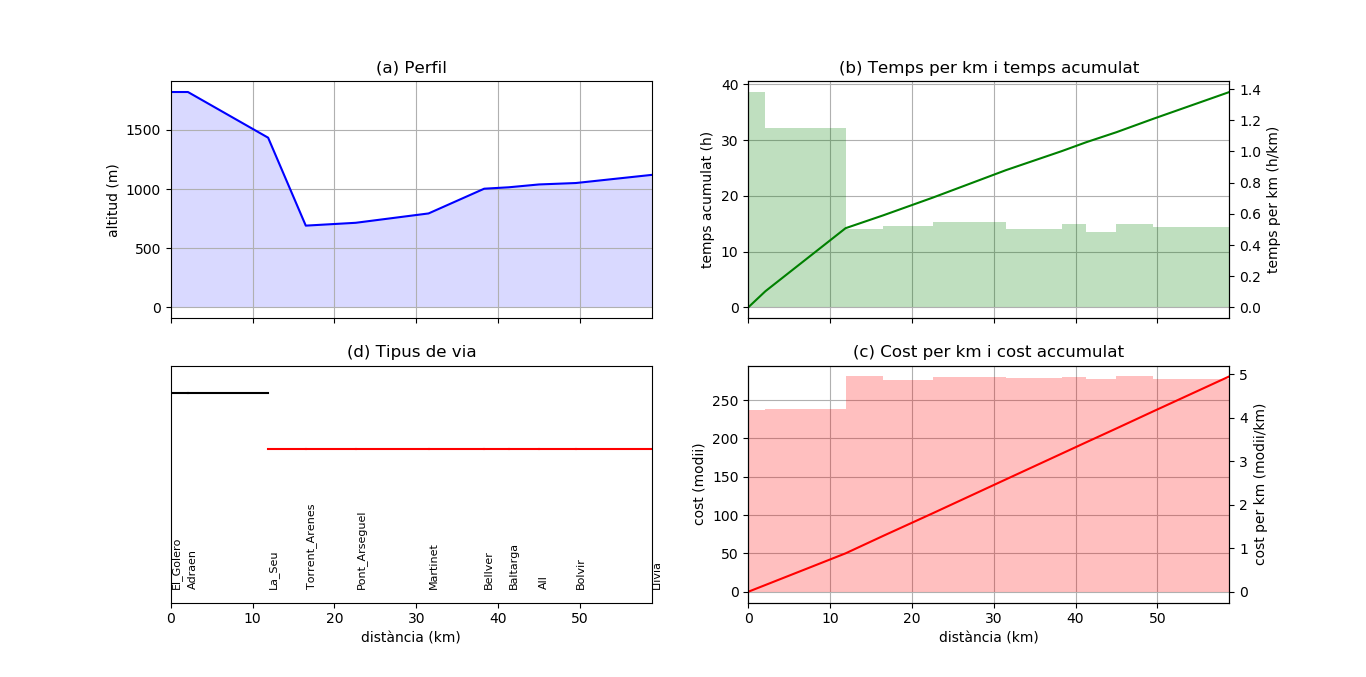 (a) Perfil
altitud (m)
1500
1000
500
0
(b) Temps per km i temps acumulat
temps acumulat (h)
40
30
20
10
0
1.4
1.2
1.0
0.8
0.6
0.4
0.2
0.0
temps per km (h/km)
(d) Tipus de via
El_Golero
Adraen
La_Seu
Torrent_Arenes
Pont_Arseguel
Martinet
Bellver
Baltarga
All
Bolvir
Llivia
0 10 20 30 40 50
distància (km)
(c) Cost per km i cost accumulat
cost (modii)
250
200
150
100
50
0
5
4
3
2
1
0
cost per km (modii/km)
0 10 20 30 40 50
distància (km)